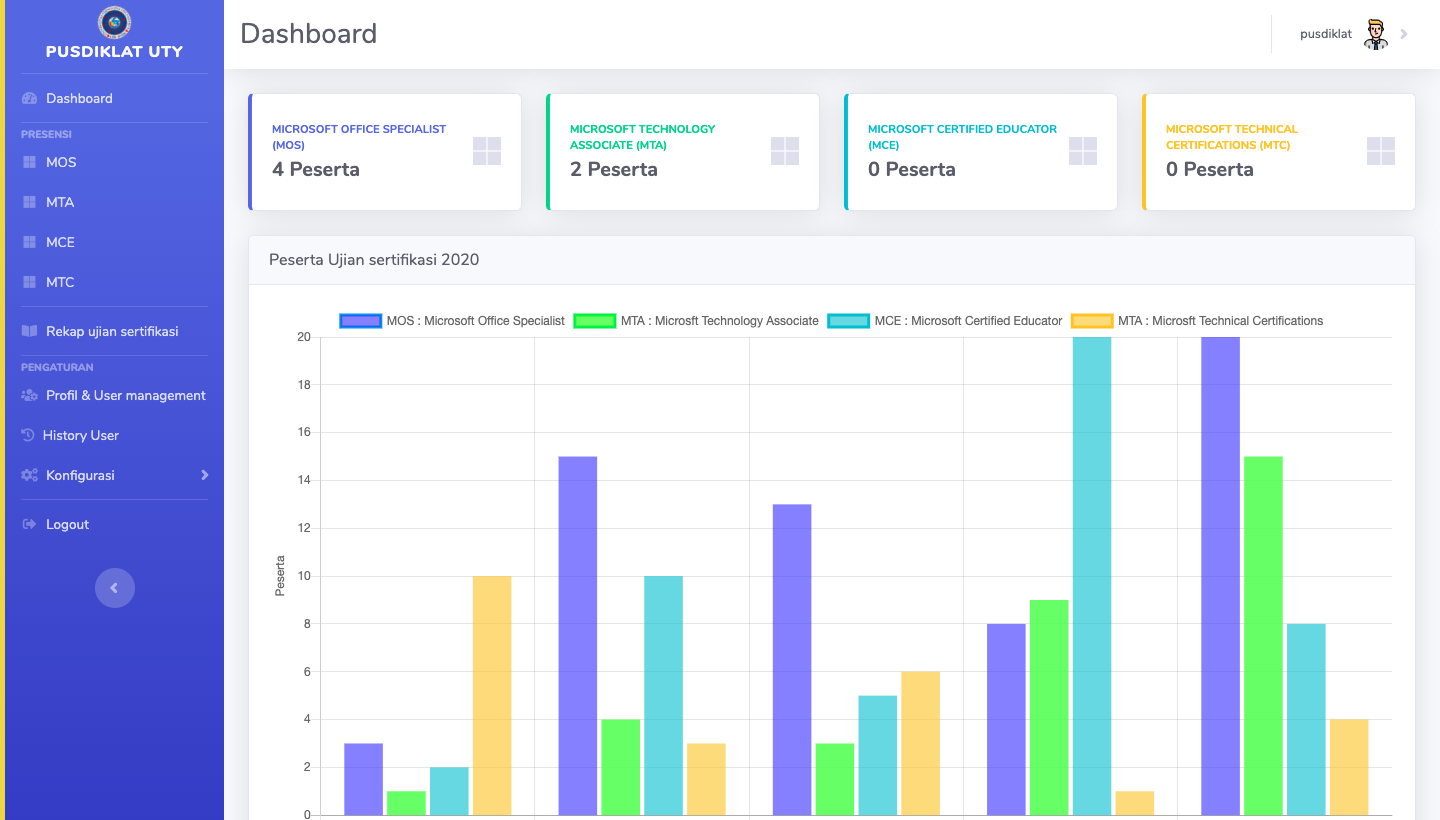 PUSDIKLAT UTY
Dashboard
PRESENSI
MOS
MTA
MCE
MTC
Rekap ujian sertifikasi
PENGATURAN
Profil & User management
History User
Konfigurasi
Logout
Dashboard
pusdiklat
MICROSOFT OFFICE SPECIALIST
(MOS)
4 Peserta
MICROSOFT TECHNOLOGY
ASSOCIATE (MTA)
2 Peserta
MICROSOFT CERTIFIED EDUCATOR
(MCE)
0 Peserta
MICROSOFT TECHNICAL
CERTIFICATIONS (MTC)
0 Peserta
Peserta Ujian sertifikasi 2020
MOS : Microsoft Office Specialist
MTA : Microsft Technology Associate
MCE : Microsoft Certified Educator
MTA : Microsft Technical Certifications
20
18
16
14
12
10
8
6
4
2
0
Peserta